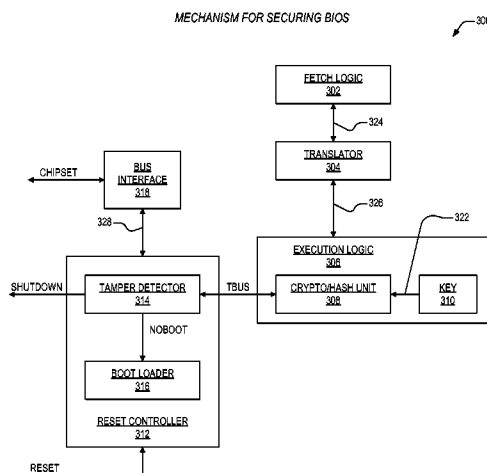 MECHANISM FOR SECURING BIOS
300
FETCH LOGIC
302
324
TRANSLATOR
304
326
CHIPSET
BUS
INTERFACE
318
328
EXECUTION LOGIC
306
322
CRYPTO/HASH UNIT
308
KEY
310
SHUTDOWN
TAMPER DETECTOR
314
TBUS
NOBOOT
BOOT LOADER
316
RESET CONTROLLER
312
RESET